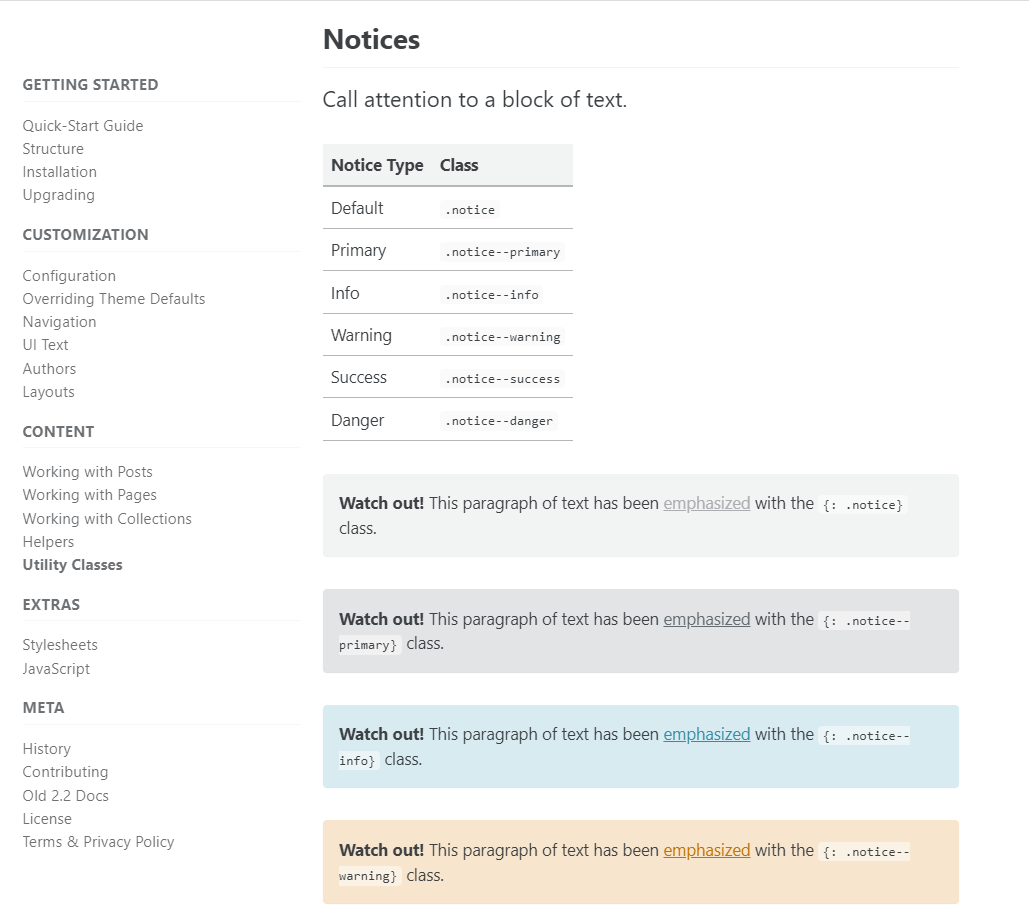 GETTING STARTED
Quick-Start Guide
Structure
Installation
Upgrading
CUSTOMIZATION
Configuration
Overriding Theme Defaults
Navigation
UI Text
Authors
Layouts
CONTENT
Working with Posts
Working with Pages
Working with Collections
Helpers
Utility Classes
EXTRAS
Stylesheets
JavaScript
META
History
Contributing
Old 2.2 Docs
License
Terms & Privacy Policy
Notices
Call attention to a block of text.
Notice Type Class
Default .notice
Primary .notice--primary
Info .notice--info
Warning .notice--warning
Success .notice--success
Danger .notice--danger
Watch out! This paragraph of text has been emphasized with the {: .notice}
class.
Watch out! This paragraph of text has been emphasized with the {: .notice--
primary} class.
Watch out! This paragraph of text has been emphasized with the {: .notice--
info} class.
Watch out! This paragraph of text has been emphasized with the {: .notice--
warning} class.